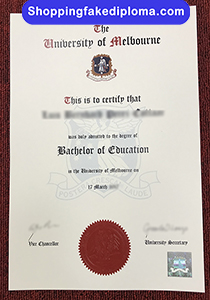 Shoppingfakediploma.com
The
University of Melbourne
This is to certify that
was duly admitted to the degree of
Bachelor of Education
in the University of Melbourne on
17 March
Vice Chancellor
University Secretary